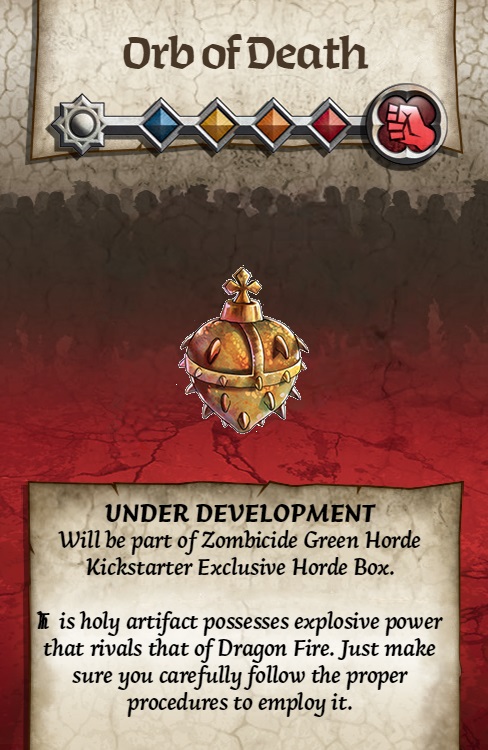 Orb of Death
UNDER DEVELOPMENT
Will be part of Zombicide Green Horde
Kickstarter Exclusive Horde Box.
is holy artifact possesses explosive power
that rivals that of Dragon Fire. Just make
sure you carefully follow the proper
procedures to employ it.